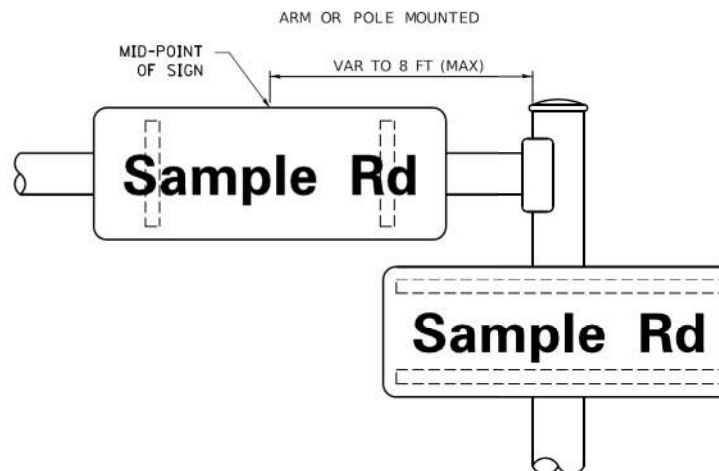 ARM OR POLE MOUNTED
MID-POINT
OF SIGN
VAR TO 8 FT (MAX)
Sample Rd
Sample Rd